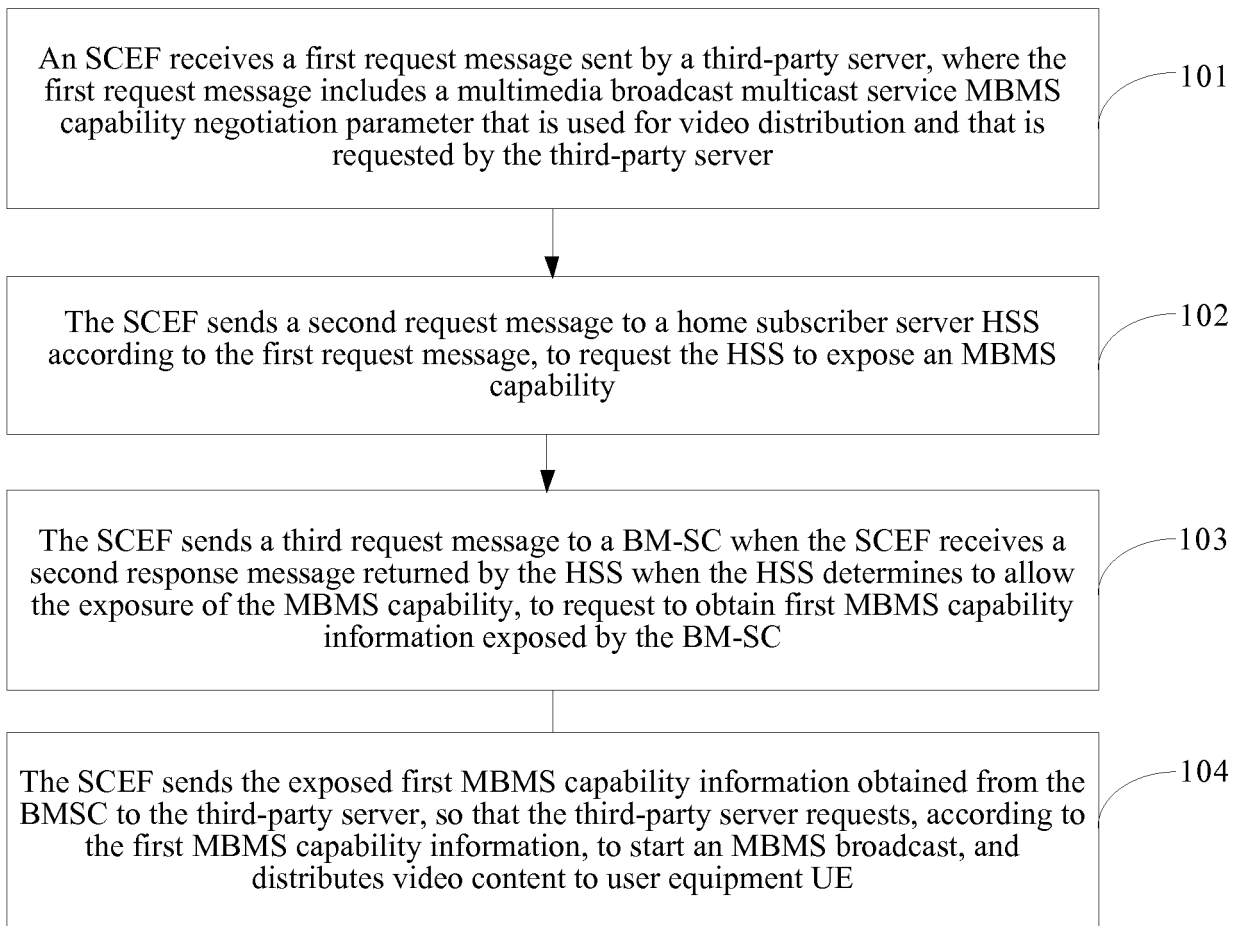 An SCEF receives a first request message sent by a third-party server, where the
first request message includes a multimedia broadcast multicast service MBMS
capability negotiation parameter that is used for video distribution and that is
requested by the third-party server
101
The SCEF sends a second request message to a home subscriber server HSS
according to the first request message, to request the HSS to expose an MBMS
capability
102
The SCEF sends a third request message to a BM-SC when the SCEF receives a
second response message returned by the HSS when the HSS determines to allow
the exposure of the MBMS capability, to request to obtain first MBMS capability
information exposed by the BM-SC
103
The SCEF sends the exposed first MBMS capability information obtained from the
BMSC to the third-party server, so that the third-party server requests, according to
the first MBMS capability information, to start an MBMS broadcast, and
distributes video content to user equipment UE
104